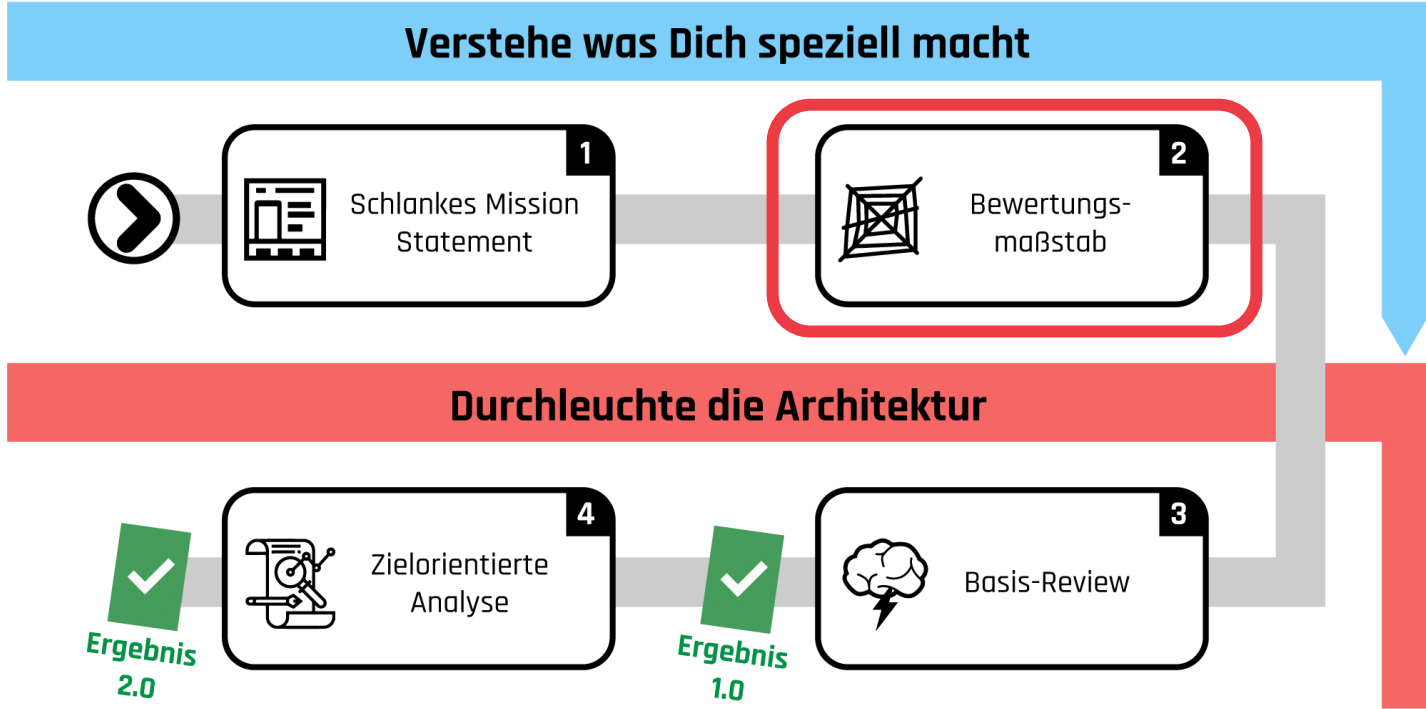 Verstehe was Dich speziell macht
1
Schlankes Mission
Statement
2
Bewertungs-
maßstab
Durchleuchte die Architektur
4
Zielorientierte
Analyse
Ergebnis
2.0
3
Basis-Review
Ergebnis
1.0